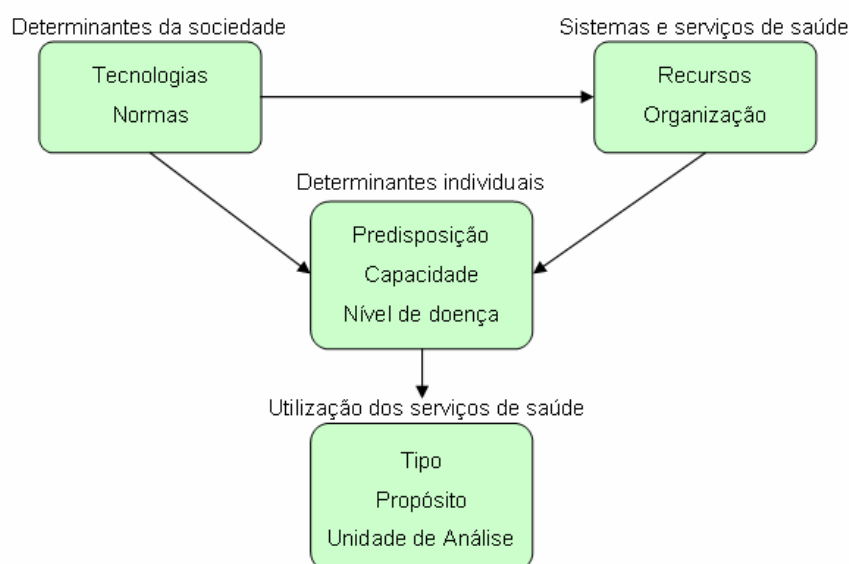 Determinantes da sociedade
Sistemas e serviços de saúde
Tecnologias
Normas
Recursos
Organização
Determinantes individuais
Predisposição
Capacidade
Nível de doença
Utilização dos serviços de saúde
Tipo
Propósito
Unidade de Análise